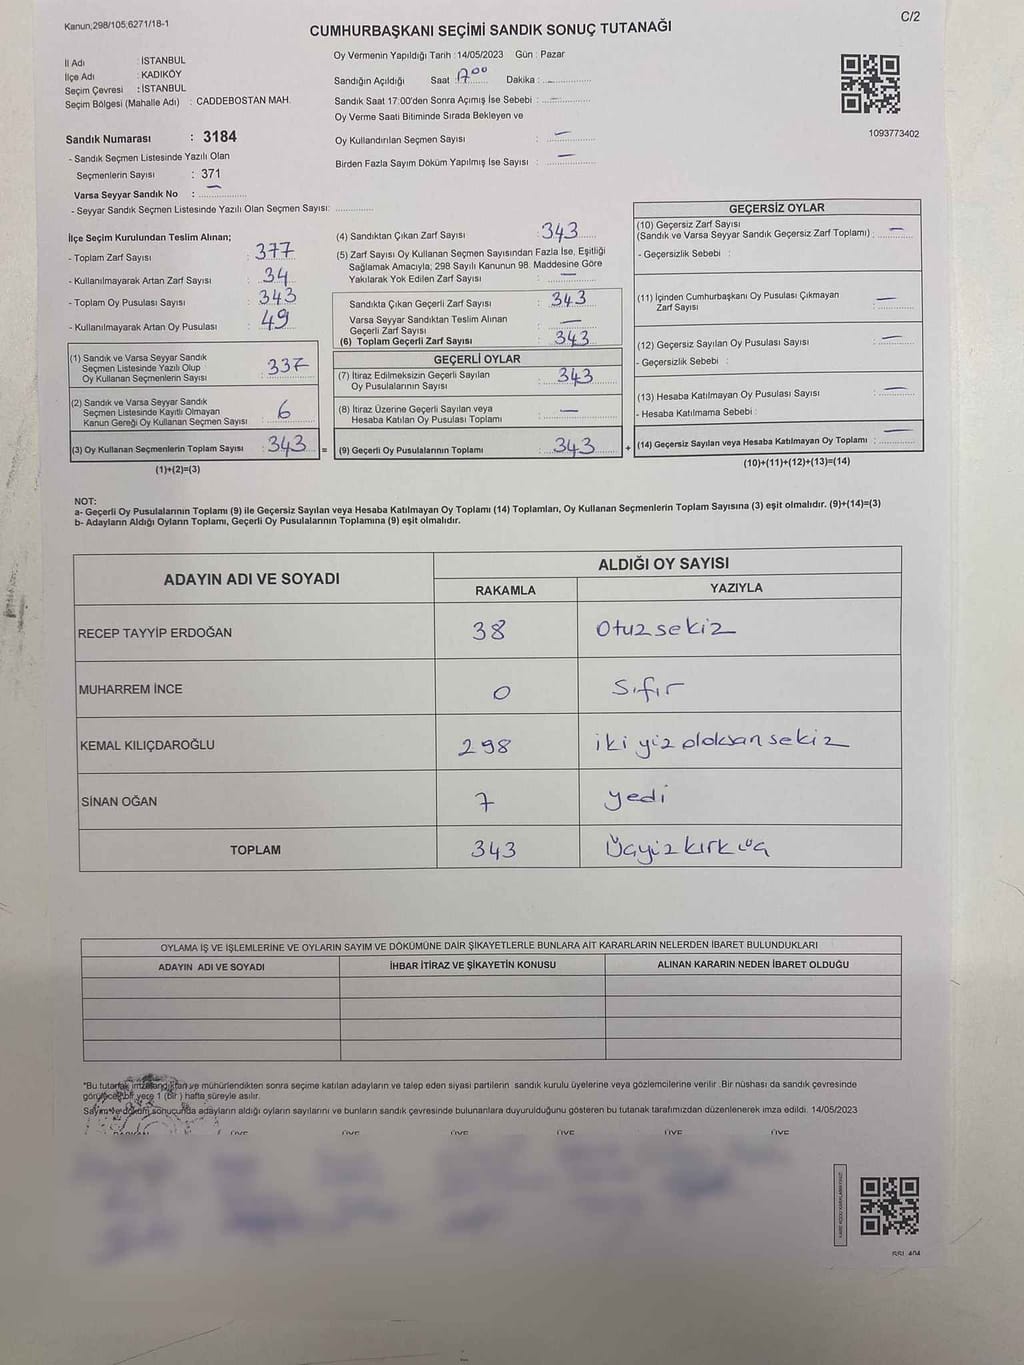 Kanun;298/105;6271/18-1
C/2
CUMHURBAŞKANI SEÇİMİ SANDIK SONUÇ TUTANAĞI
İl Adı : İSTANBUL
İlçe Adı : KADIKÖY
Seçim Çevresi : İSTANBUL
Seçim Bölgesi (Mahalle Adı) : CADDEBOSTAN MAH.
Sandık Numarası : 3184
- Sandık Seçmen Listesinde Yazılı Olan
Seçmenlerin Sayısı : 371
Varsa Seyyar Sandık No : —
- Seyyar Sandık Seçmen Listesinde Yazılı Olan Seçmen Sayısı: ..............
Oy Vermenin Yapıldığı Tarih :14/05/2023 Gün : Pazar
Sandığın Açıldığı Saat 17:00 Dakika : ..............
Sandık Saat 17:00'den Sonra Açımış İse Sebebi : ..............
Oy Verme Saati Bitiminde Sırada Bekleyen ve
Oy Kullandırılan Seçmen Sayısı : —
Birden Fazla Sayım Döküm Yapılmış İse Sayısı : —
1093773402
İlçe Seçim Kurulundan Teslim Alınan;
- Toplam Zarf Sayısı : 377
- Kullanılmayarak Artan Zarf Sayısı : 34
- Toplam Oy Pusulası Sayısı : 343
- Kullanılmayarak Artan Oy Pusulası : 49
(1) Sandık ve Varsa Seyyar Sandık
Seçmen Listesinde Yazılı Olup
Oy Kullanan Seçmenlerin Sayısı : 337
(2) Sandık ve Varsa Seyyar Sandık
Seçmen Listesinde Kayıtlı Olmayan
Kanun Gereği Oy Kullanan Seçmen Sayısı : 6
(3) Oy Kullanan Seçmenlerin Toplam Sayısı : 343 =
(1)+(2)=(3)
(4) Sandıktan Çıkan Zarf Sayısı : 343
(5) Zarf Sayısı Oy Kullanan Seçmen Sayısından Fazla İse, Eşitliği
Sağlamak Amacıyla; 298 Sayılı Kanunun 98. Maddesine Göre
Yakılarak Yok Edilen Zarf Sayısı : —
Sandıkta Çıkan Geçerli Zarf Sayısı : 343
Varsa Seyyar Sandıktan Teslim Alınan
Geçerli Zarf Sayısı : —
(6) Toplam Geçerli Zarf Sayısı : 343
GEÇERLİ OYLAR
(7) İtiraz Edilmeksizin Geçerli Sayılan
Oy Pusulalarının Sayısı : 343
(8) İtiraz Üzerine Geçerli Sayılan veya
Hesaba Katılan Oy Pusulası Toplamı : —
(9) Geçerli Oy Pusulalarının Toplamı : 343 +
GEÇERSİZ OYLAR
(10) Geçersiz Zarf Sayısı
(Sandık ve Varsa Seyyar Sandık Geçersiz Zarf Toplamı) : —
- Geçersizlik Sebebi :
(11) İçinden Cumhurbaşkanı Oy Pusulası Çıkmayan
Zarf Sayısı : —
(12) Geçersiz Sayılan Oy Pusulası Sayısı : —
- Geçersizlik Sebebi :
(13) Hesaba Katılmayan Oy Pusulası Sayısı : —
- Hesaba Katılmama Sebebi :
(14) Geçersiz Sayılan veya Hesaba Katılmayan Oy Toplamı : —
(10)+(11)+(12)+(13)=(14)
NOT:
a- Geçerli Oy Pusulalarının Toplamı (9) ile Geçersiz Sayılan veya Hesaba Katılmayan Oy Toplamı (14) Toplamları, Oy Kullanan Seçmenlerin Toplam Sayısına (3) eşit olmalıdır. (9)+(14)=(3)
b- Adayların Aldığı Oyların Toplamı, Geçerli Oy Pusulalarının Toplamına (9) eşit olmalıdır.
ADAYIN ADI VE SOYADI ALDIĞI OY SAYISI
RAKAMLA YAZIYLA
RECEP TAYYİP ERDOĞAN 38 Otuzsekiz
MUHARREM İNCE 0 Sıfır
KEMAL KILIÇDAROĞLU 298 iki yüz doksan sekiz
SİNAN OĞAN 7 yedi
TOPLAM 343 Üçyüzkırküç
OYLAMA İŞ VE İŞLEMLERİNE VE OYLARIN SAYIM VE DÖKÜMÜNE DAİR ŞİKAYETLERLE BUNLARA AİT KARARLARIN NELERDEN İBARET BULUNDUKLARI
ADAYIN ADI VE SOYADI İHBAR İTİRAZ VE ŞİKAYETİN KONUSU ALINAN KARARIN NEDEN İBARET OLDUĞU
*Bu tutanak imzalandıktan ve mühürlendikten sonra seçime katılan adayların ve talep eden siyasi partilerin sandık kurulu üyelerine veya gözlemcilerine verilir .Bir nüshası da sandık çevresinde
görülecek bir yere 1 (bir ) hafta süreyle asılır.
Sayım ve döküm sonucunda adayların aldığı oyların sayılarını ve bunların sandık çevresinde bulunanlara duyurulduğunu gösteren bu tutanak tarafımızdan düzenlenerek imza edildi. 14/05/2023
ÜYE ÜYE ÜYE ÜYE ÜYE ÜYE